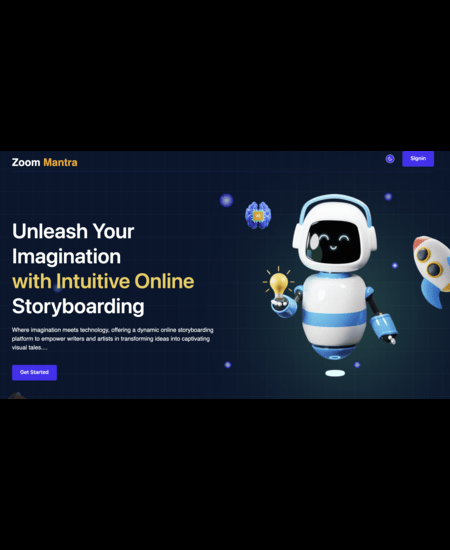 Zoom Mantra
Signin
Unleash Your
Imagination
with Intuitive Online
Storyboarding
Where imagination meets technology, offering a dynamic online storyboarding
platform to empower writers and artists in transforming ideas into captivating
visual tales....
Get Started